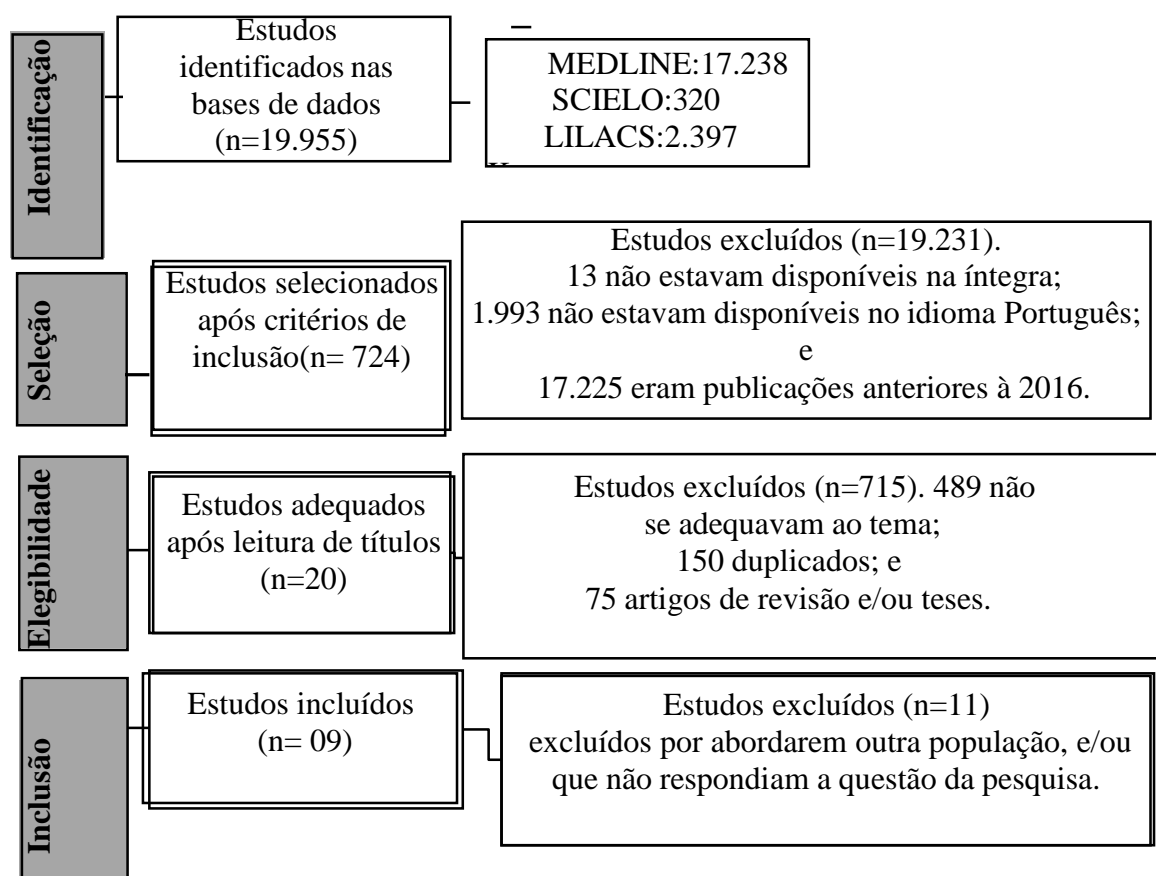 Identificação
Estudos
identificados nas
bases de dados
(n=19.955)
MEDLINE:17.238
SCIELO:320
LILACS:2.397
Seleção
Estudos selecionados
após critérios de
inclusão(n= 724)
Estudos excluídos (n=19.231).
13 não estavam disponíveis na íntegra;
1.993 não estavam disponíveis no idioma Português;
e
17.225 eram publicações anteriores à 2016.
Elegibilidade
Estudos adequados
após leitura de títulos
(n=20)
Estudos excluídos (n=715). 489 não
se adequavam ao tema;
150 duplicados; e
75 artigos de revisão e/ou teses.
Inclusão
Estudos incluídos
(n= 09)
Estudos excluídos (n=11)
excluídos por abordarem outra população, e/ou
que não respondiam a questão da pesquisa.